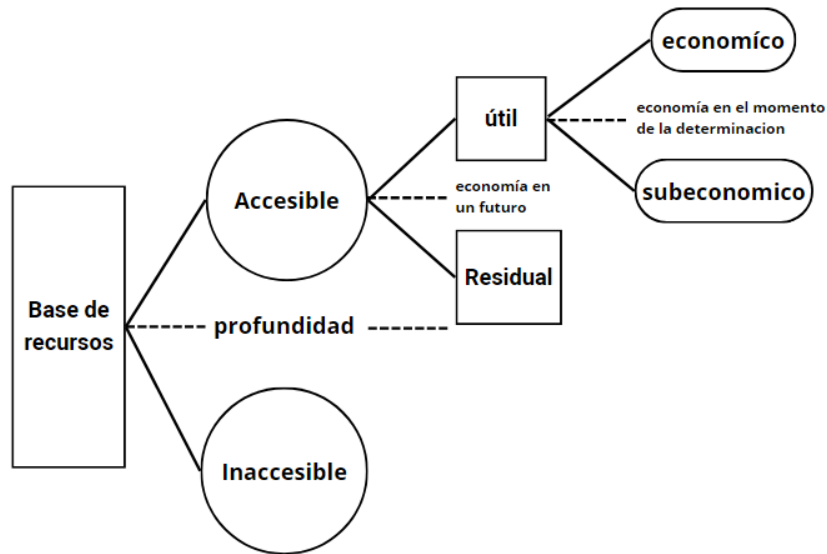 Base de
recursos
Accesible
profundidad
Inaccesible
útil
economía en
un futuro
Residual
economíco
economía en el momento
de la determinacion
subeconomico